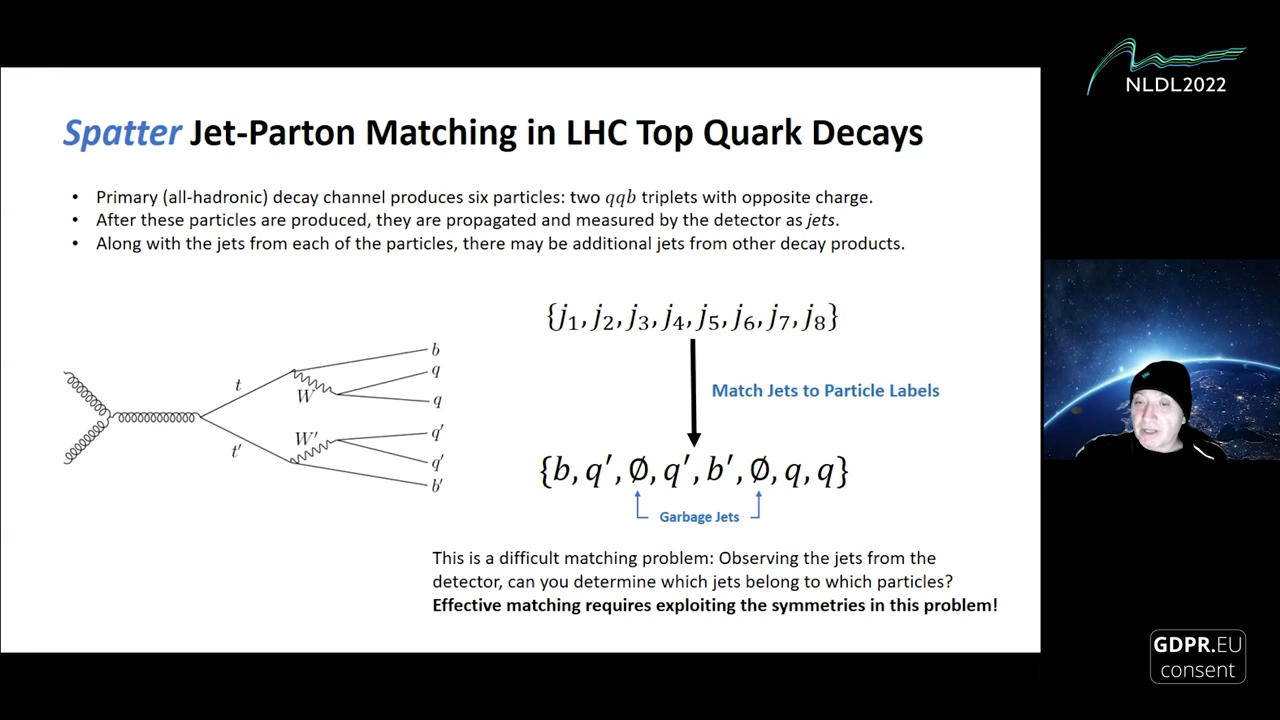 NLDL2022
Spatter Jet-Parton Matching in LHC Top Quark Decays
• Primary (all-hadronic) decay channel produces six particles: two qqb triplets with opposite charge.
• After these particles are produced, they are propagated and measured by the detector as jets.
• Along with the jets from each of the particles, there may be additional jets from other decay products.
t
W
b
q
q
t′
W′
q′
q′
b′
{j₁, j₂, j₃, j₄, j₅, j₆, j₇, j₈}
Match Jets to Particle Labels
{b, q′, ∅, q′, b′, ∅, q, q}
Garbage Jets
This is a difficult matching problem: Observing the jets from the
detector, can you determine which jets belong to which particles?
Effective matching requires exploiting the symmetries in this problem!
GDPR.EU
consent